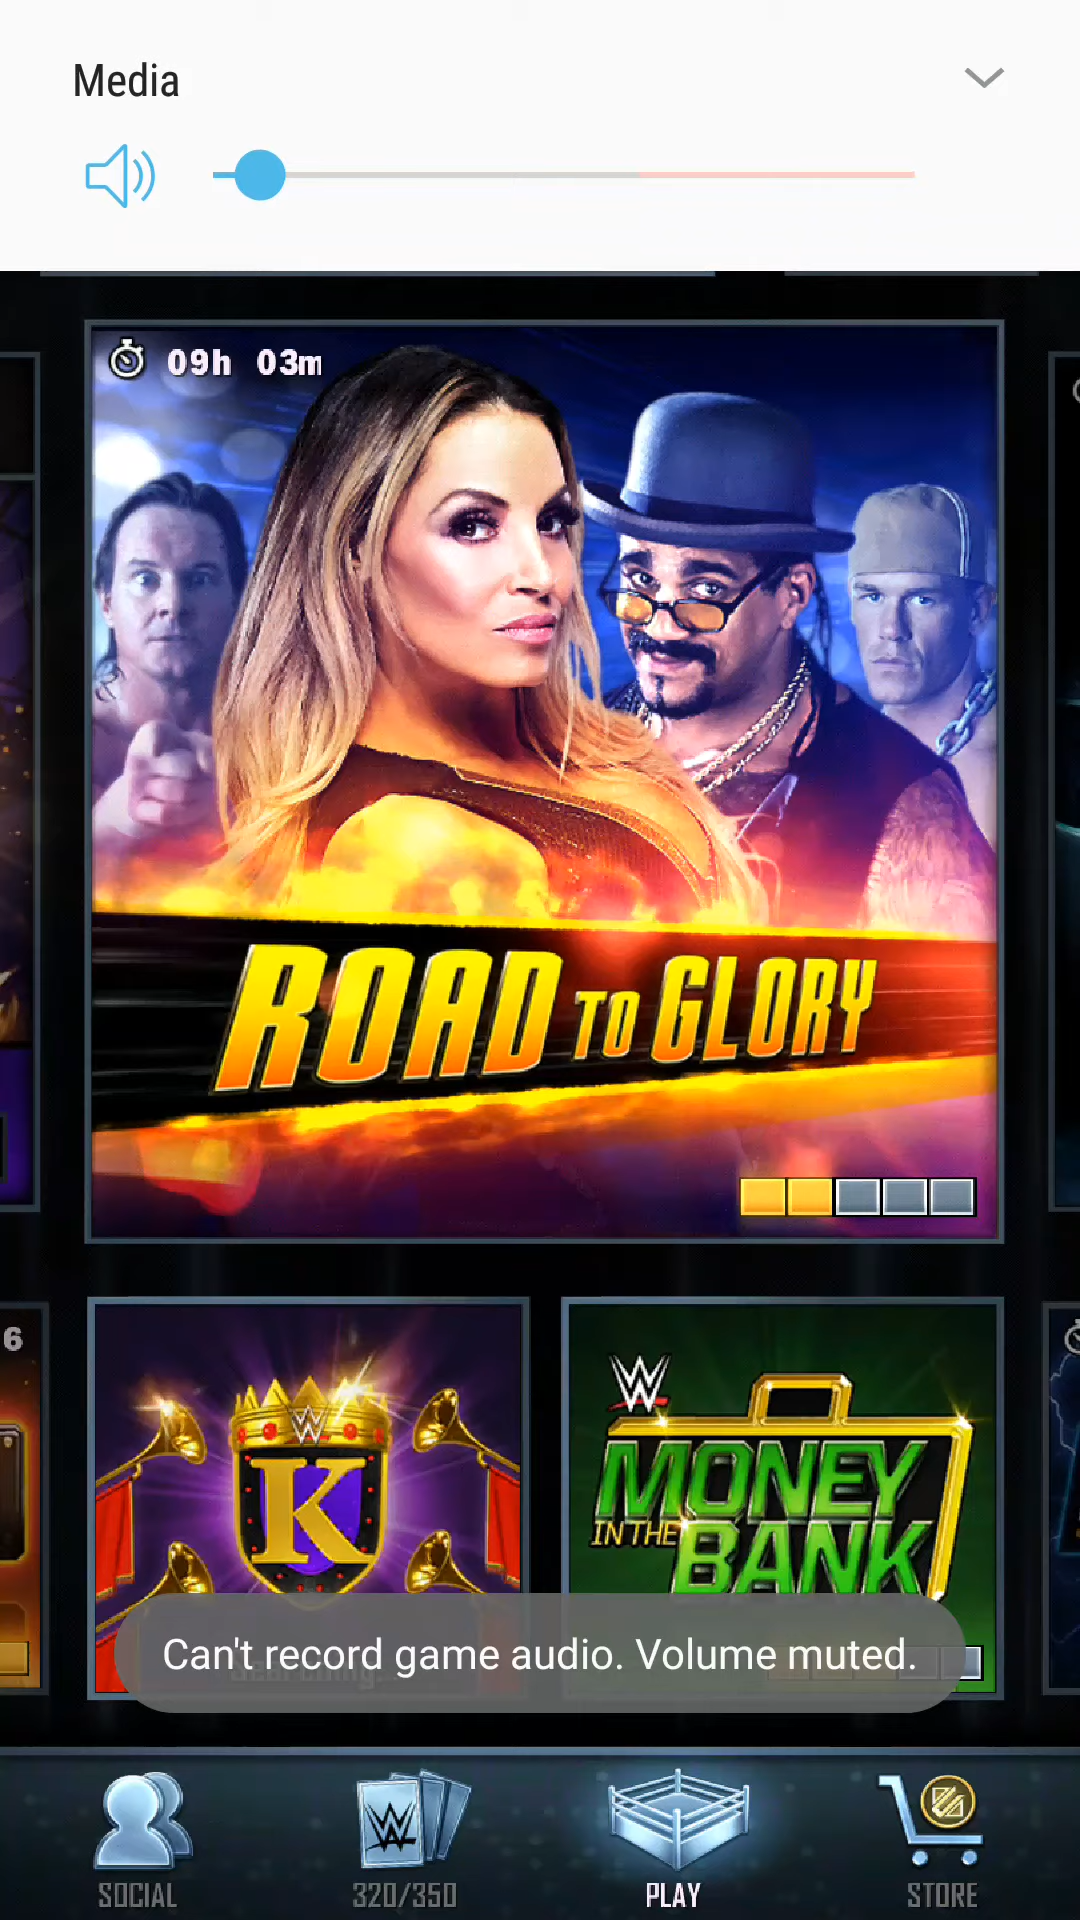 Media
09h 03m
ROAD TO GLORY
6
W
K
W
MONEY
IN THE
BANK
Can't record game audio. Volume muted.
W
SOCIAL
320/350
PLAY
STORE